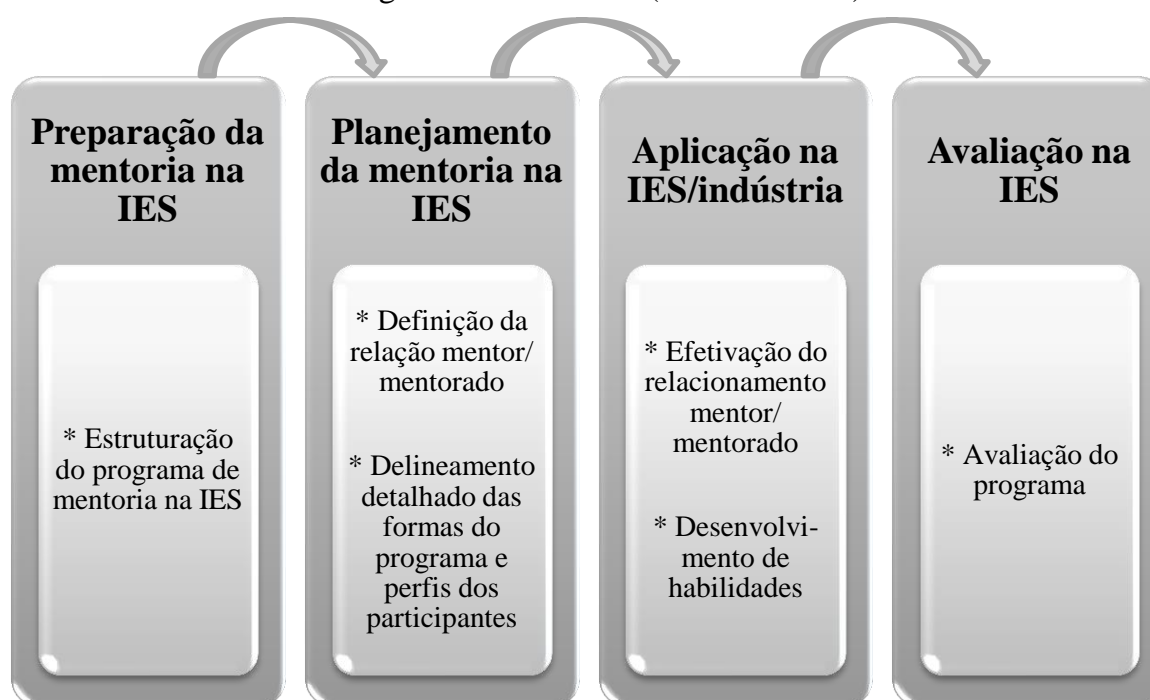 Preparação da
mentoria na
IES
* Estruturação
do programa de
mentoria na IES
Planejamento
da mentoria na
IES
* Definição da
relação mentor/
mentorado
* Delineamento
detalhado das
formas do
programa e
perfis dos
participantes
Aplicação na
IES/indústria
* Efetivação do
relacionamento
mentor/
mentorado
* Desenvolvi-
mento de
habilidades
Avaliação na
IES
* Avaliação do
programa